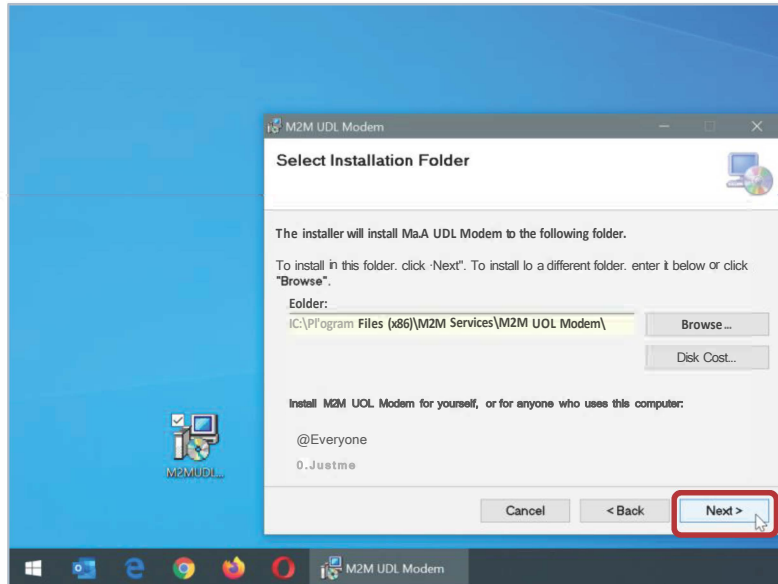 M2M UDL Modem
Select Installation Folder
The installer will install Ma.A UDL Modem to the following folder.
To install in this folder. click ·Next". To install lo a different folder. enter it below or click
"Browse".
Eolder:
IC:\Pl'ogram Files (x86)\M2M Services\M2M UOL Modem\
Browse...
Disk Cost...
Install M2M UOL Modem for yourself, or for anyone who uses this computer:
@Everyone
0.Justme
M2MUDI...
Cancel
< Back
Next >
M2M UDL Modem